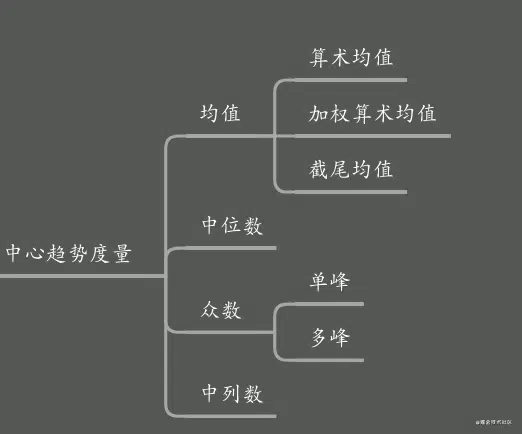 中心趋势度量
均值
算术均值
加权算术均值
截尾均值
中位数
众数
单峰
多峰
中列数
@稀土掘金技术社区